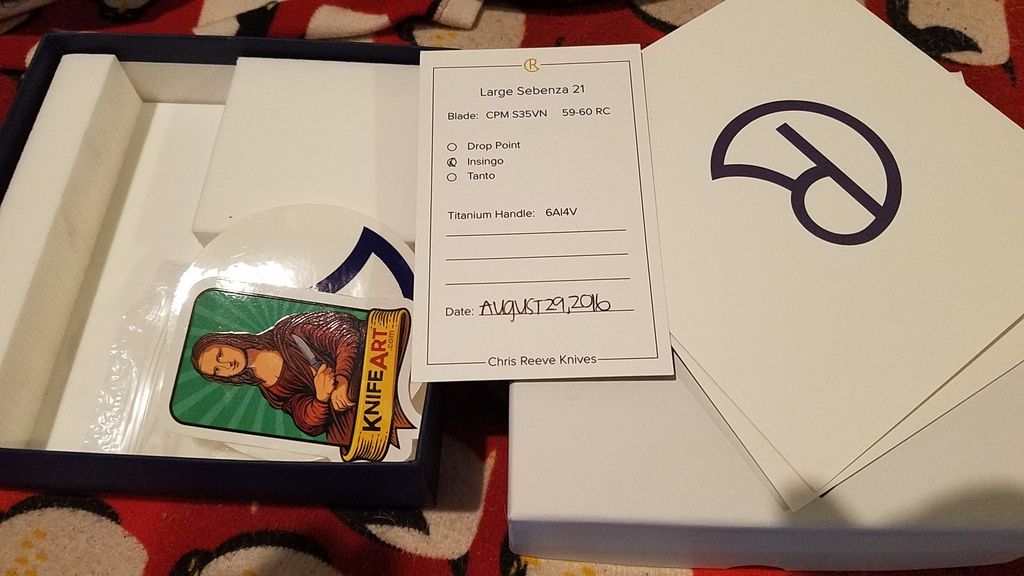 CR
Large Sebenza 21
Blade: CPM S35VN 59-60 RC
Drop Point
Insingo
Tanto
Titanium Handle: 6Al4V
Date: AUGUST 29, 2016
Chris Reeve Knives
KNIFEART.com